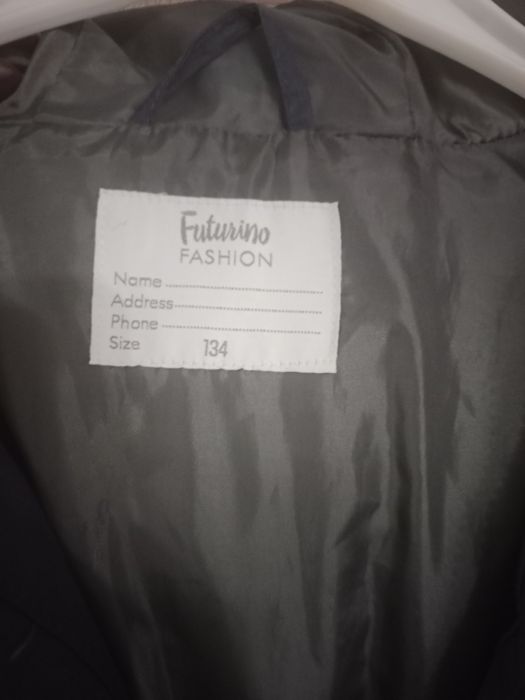 Futurino
FASHION
Name
Address
Phone
Size 134